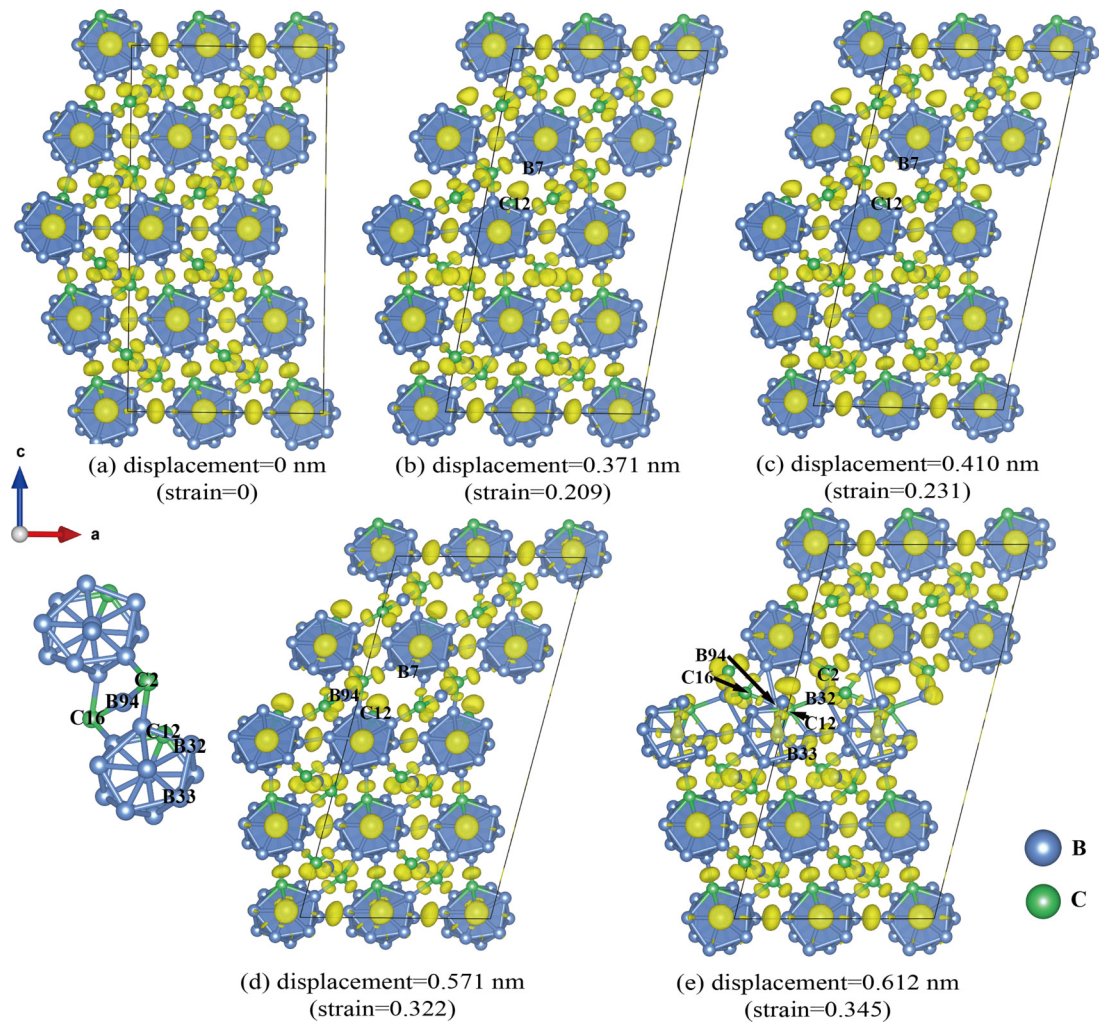 B7
C12
B7
C12
(a) displacement=0 nm
(strain=0)
(b) displacement=0.371 nm
(strain=0.209)
(c) displacement=0.410 nm
(strain=0.231)
c
a
C2
B94
C16
C12
B32
B33
B7
B94
C12
B94
C16
C2
B32
C12
B33
B
C
(d) displacement=0.571 nm
(strain=0.322)
(e) displacement=0.612 nm
(strain=0.345)